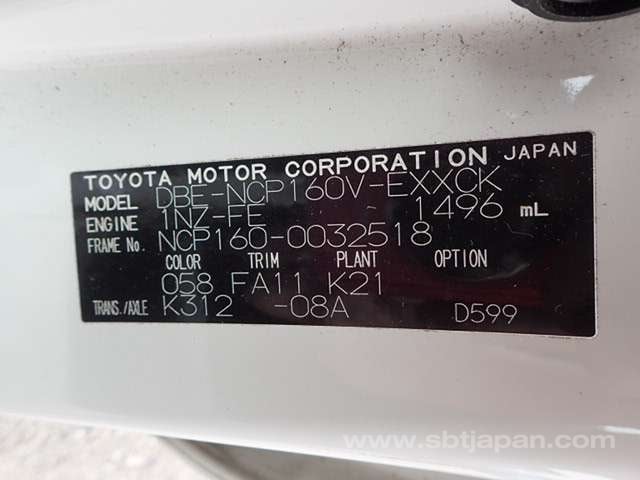 TOYOTA MOTOR CORPORATION JAPAN
MODEL DBE-NCP160V-EXXCK
ENGINE 1NZ-FE 1496 mL
FRAME No. NCP160-0032518
COLOR TRIM PLANT OPTION
058 FA11 K21
TRANS./AXLE K312 -08A D599
www.sbtjapan.com